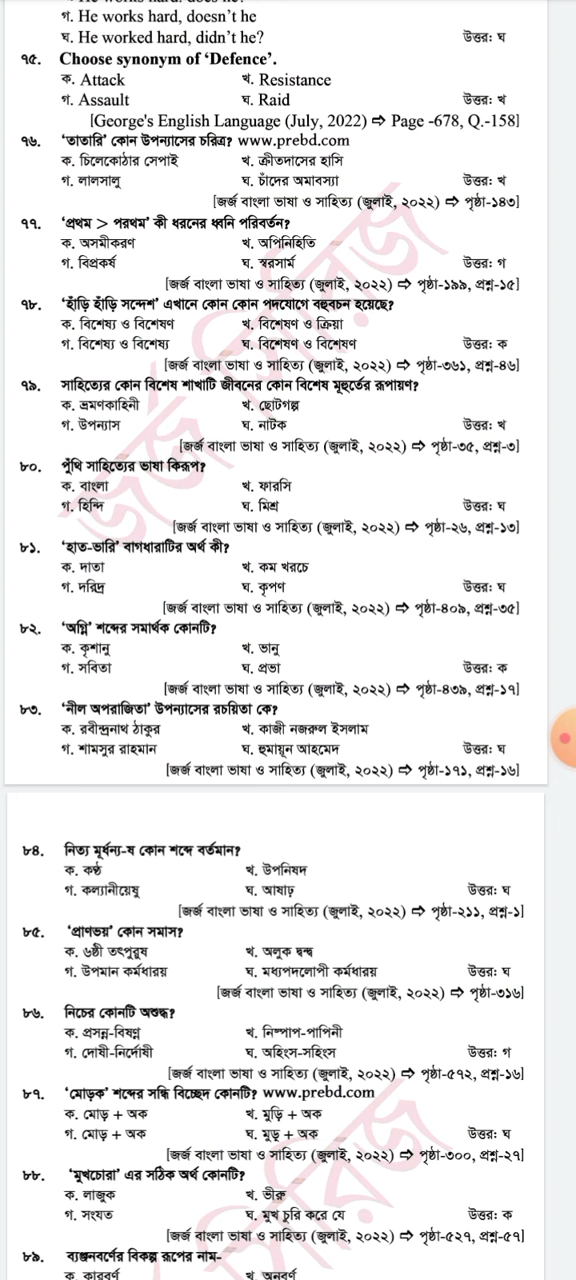 গ. He works hard, doesn't he
ঘ. He worked hard, didn't he? উত্তর: ঘ
৭৫. Choose synonym of ‘Defence’.
ক. Attack খ. Resistance
গ. Assault ঘ. Raid উত্তর: খ
[George's English Language (July, 2022) ⇨ Page -678, Q.-158]
৭৬. ‘তাতারি’ কোন উপন্যাসের চরিত্র? www.prebd.com
ক. চিলেকোঠার সেপাই খ. ক্রীতদাসের হাসি
গ. লালসালু ঘ. চাঁদের অমাবস্যা উত্তর: খ
[জর্জ বাংলা ভাষা ও সাহিত্য (জুলাই, ২০২২) ⇨ পৃষ্ঠা-১৪৩]
৭৭. ‘প্রথম > পরথম’ কী ধরনের ধ্বনি পরিবর্তন?
ক. অসমীকরণ খ. অপিনিহিতি
গ. বিপ্রকর্ষ ঘ. স্বরসার্ম উত্তর: গ
[জর্জ বাংলা ভাষা ও সাহিত্য (জুলাই, ২০২২) ⇨ পৃষ্ঠা-১৯৯, প্রশ্ন-১৫]
৭৮. ‘হাঁড়ি হাঁড়ি সন্দেশ’ এখানে কোন কোন পদযোগে বহুবচন হয়েছে?
ক. বিশেষ্য ও বিশেষণ খ. বিশেষণ ও ক্রিয়া
গ. বিশেষ্য ও বিশেষ্য ঘ. বিশেষণ ও বিশেষণ উত্তর: ক
[জর্জ বাংলা ভাষা ও সাহিত্য (জুলাই, ২০২২) ⇨ পৃষ্ঠা-৩৬১, প্রশ্ন-৪৬]
৭৯. সাহিত্যের কোন বিশেষ শাখাটি জীবনের কোন বিশেষ মূহুর্তের রূপায়ণ?
ক. ভ্রমণকাহিনী খ. ছোটগল্প
গ. উপন্যাস ঘ. নাটক উত্তর: খ
[জর্জ বাংলা ভাষা ও সাহিত্য (জুলাই, ২০২২) ⇨ পৃষ্ঠা-৩৫, প্রশ্ন-৩]
৮০. পুঁথি সাহিত্যের ভাষা কিরূপ?
ক. বাংলা খ. ফারসি
গ. হিন্দি ঘ. মিশ্র উত্তর: ঘ
[জর্জ বাংলা ভাষা ও সাহিত্য (জুলাই, ২০২২) ⇨ পৃষ্ঠা-২৬, প্রশ্ন-১৩]
৮১. ‘হাত-ভারি’ বাগধারাটির অর্থ কী?
ক. দাতা খ. কম খরচে
গ. দরিদ্র ঘ. কৃপণ উত্তর: ঘ
[জর্জ বাংলা ভাষা ও সাহিত্য (জুলাই, ২০২২) ⇨ পৃষ্ঠা-৪০৯, প্রশ্ন-৩৫]
৮২. ‘অগ্নি’ শব্দের সমার্থক কোনটি?
ক. কৃশানু খ. ভানু
গ. সবিতা ঘ. প্রভা উত্তর: ক
[জর্জ বাংলা ভাষা ও সাহিত্য (জুলাই, ২০২২) ⇨ পৃষ্ঠা-৪৩৯, প্রশ্ন-১৭]
৮৩. ‘নীল অপরাজিতা’ উপন্যাসের রচয়িতা কে?
ক. রবীন্দ্রনাথ ঠাকুর খ. কাজী নজরুল ইসলাম
গ. শামসুর রাহমান ঘ. হুমায়ূন আহমেদ উত্তর: ঘ
[জর্জ বাংলা ভাষা ও সাহিত্য (জুলাই, ২০২২) ⇨ পৃষ্ঠা-১৭১, প্রশ্ন-১৬]
৮৪. নিত্য মূর্ধন্য-ষ কোন শব্দে বর্তমান?
ক. কণ্ঠ খ. উপনিষদ
গ. কল্যানীয়েষু ঘ. আষাঢ় উত্তর: ঘ
[জর্জ বাংলা ভাষা ও সাহিত্য (জুলাই, ২০২২) ⇨ পৃষ্ঠা-২১১, প্রশ্ন-১]
৮৫. ‘প্রাণভয়’ কোন সমাস?
ক. ৬ষ্ঠী তৎপুরুষ খ. অলুক দ্বন্দ্ব
গ. উপমান কর্মধারয় ঘ. মধ্যপদলোপী কর্মধারয় উত্তর: ঘ
[জর্জ বাংলা ভাষা ও সাহিত্য (জুলাই, ২০২২) ⇨ পৃষ্ঠা-৩১৬]
৮৬. নিচের কোনটি অশুদ্ধ?
ক. প্রসন্ন-বিষণ্ণ খ. নিষ্পাপ-পাপিনী
গ. দোষী-নির্দোষী ঘ. অহিংস-সহিংস উত্তর: গ
[জর্জ বাংলা ভাষা ও সাহিত্য (জুলাই, ২০২২) ⇨ পৃষ্ঠা-৫৭২, প্রশ্ন-১৬]
৮৭. ‘মোড়ক’ শব্দের সন্ধি বিচ্ছেদ কোনটি? www.prebd.com
ক. মোড় + অক খ. মুড়ি + অক
গ. মোড় + অক ঘ. মুড় + অক উত্তর: ঘ
[জর্জ বাংলা ভাষা ও সাহিত্য (জুলাই, ২০২২) ⇨ পৃষ্ঠা-৩০০, প্রশ্ন-২৭]
৮৮. ‘মুখচোরা’ এর সঠিক অর্থ কোনটি?
ক. লাজুক খ. ভীরু
গ. সংযত ঘ. মুখ চুরি করে যে উত্তর: ক
[জর্জ বাংলা ভাষা ও সাহিত্য (জুলাই, ২০২২) ⇨ পৃষ্ঠা-৫২৭, প্রশ্ন-৫৭]
৮৯. ব্যঞ্জনবর্ণের বিকল্প রূপের নাম-
ক. কারবর্ণ খ. অনুবর্ণ
জর্জ সিরিজ
সিরিজ